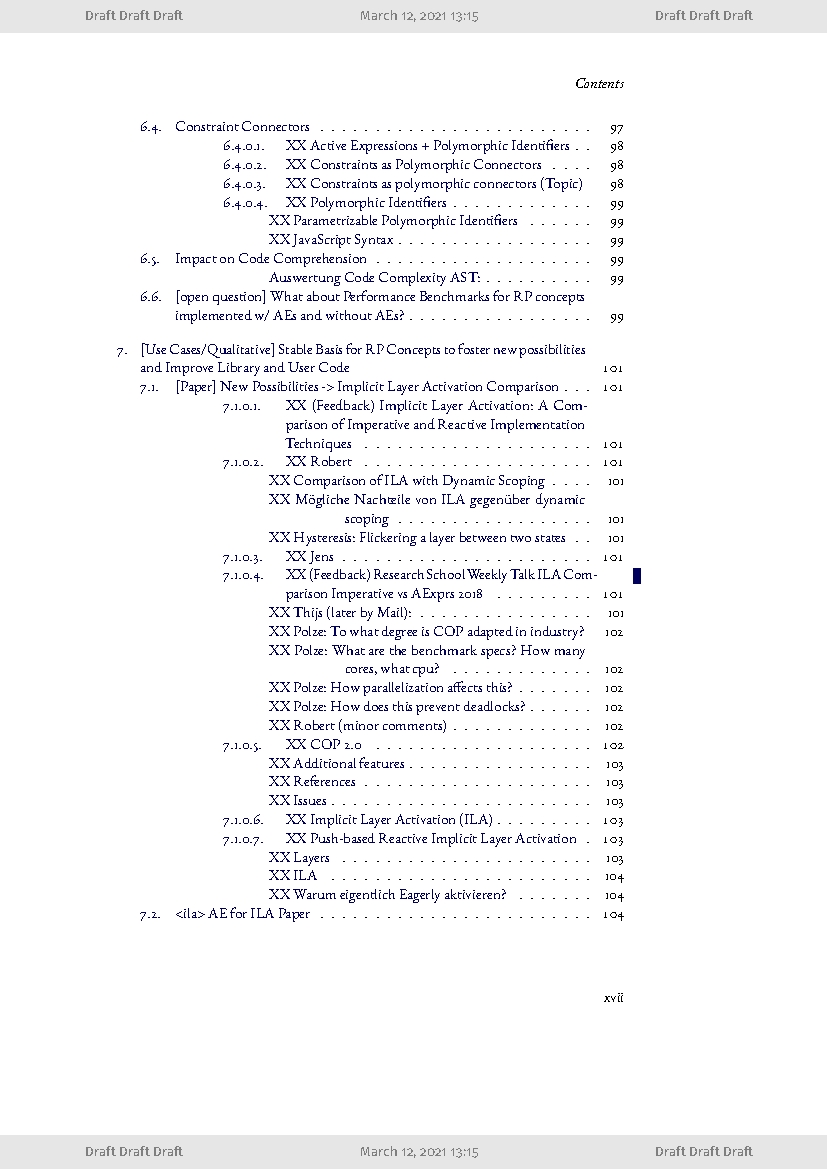 Draft Draft Draft March 12, 2021 13:15 Draft Draft Draft
Contents
6.4. Constraint Connectors . . . . . . . . . . . . . . . . . . . . . . . . . 97
6.4.0.1. XX Active Expressions + Polymorphic Identifiers . . 98
6.4.0.2. XX Constraints as Polymorphic Connectors . . . . 98
6.4.0.3. XX Constraints as polymorphic connectors (Topic) 98
6.4.0.4. XX Polymorphic Identifiers . . . . . . . . . . . . . 99
XX Parametrizable Polymorphic Identifiers . . . . . . 99
XX JavaScript Syntax . . . . . . . . . . . . . . . . . . 99
6.5. Impact on Code Comprehension . . . . . . . . . . . . . . . . . . . . 99
Auswertung Code Complexity AST: . . . . . . . . . . 99
6.6. [open question] What about Performance Benchmarks for RP concepts
implemented w/ AEs and without AEs? . . . . . . . . . . . . . . . . . 99
7. [Use Cases/Qualitative] Stable Basis for RP Concepts to foster new possibilities
and Improve Library and User Code 101
7.1. [Paper] New Possibilities -> Implicit Layer Activation Comparison . . . 101
7.1.0.1. XX (Feedback) Implicit Layer Activation: A Com-
parison of Imperative and Reactive Implementation
Techniques . . . . . . . . . . . . . . . . . . . . . 101
7.1.0.2. XX Robert . . . . . . . . . . . . . . . . . . . . . 101
XX Comparison of ILA with Dynamic Scoping . . . . 101
XX Mögliche Nachteile von ILA gegenüber dynamic
scoping . . . . . . . . . . . . . . . . . . 101
XX Hysteresis: Flickering a layer between two states . . 101
7.1.0.3. XX Jens . . . . . . . . . . . . . . . . . . . . . . . 101
7.1.0.4. XX (Feedback) Research School Weekly Talk ILA Com-
parison Imperative vs AExprs 2018 . . . . . . . . . 101
XX Thijs (later by Mail): . . . . . . . . . . . . . . . . 101
XX Polze: To what degree is COP adapted in industry? 102
XX Polze: What are the benchmark specs? How many
cores, what cpu? . . . . . . . . . . . . . 102
XX Polze: How parallelization affects this? . . . . . . . 102
XX Polze: How does this prevent deadlocks? . . . . . . 102
XX Robert (minor comments) . . . . . . . . . . . . . 102
7.1.0.5. XX COP 2.0 . . . . . . . . . . . . . . . . . . . . 102
XX Additional features . . . . . . . . . . . . . . . . . 103
XX References . . . . . . . . . . . . . . . . . . . . . 103
XX Issues . . . . . . . . . . . . . . . . . . . . . . . . 103
7.1.0.6. XX Implicit Layer Activation (ILA) . . . . . . . . . 103
7.1.0.7. XX Push-based Reactive Implicit Layer Activation . 103
XX Layers . . . . . . . . . . . . . . . . . . . . . . . 103
XX ILA . . . . . . . . . . . . . . . . . . . . . . . . 104
XX Warum eigentlich Eagerly aktivieren? . . . . . . . 104
7.2. <ila> AE for ILA Paper . . . . . . . . . . . . . . . . . . . . . . . . . 104
xvii
Draft Draft Draft March 12, 2021 13:15 Draft Draft Draft